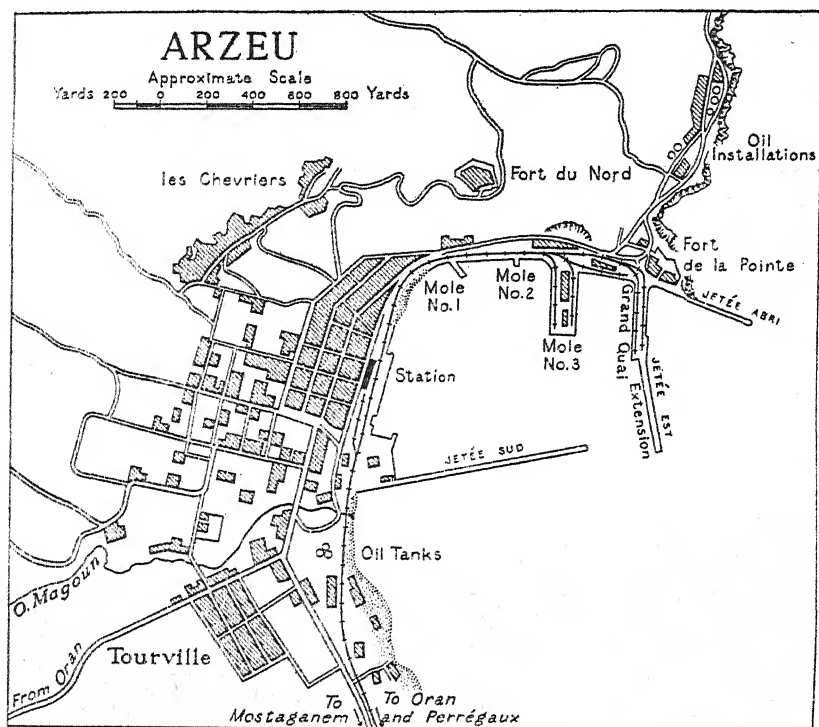 ARZEU
Approximate Scale
Yards 200 0 200 400 600 800 Yards
Oil
Installations
les Chevriers
Fort du Nord
Fort
de la Pointe
JETÉE ABRI
Mole
No.1
Mole
No.2
Mole
No.3
Grand Quai
Extension
JETÉE EST
Station
JETÉE SUD
Oil Tanks
O. Magoun
Tourville
From Oran
To
Mostaganem
To Oran
and Perrégaux